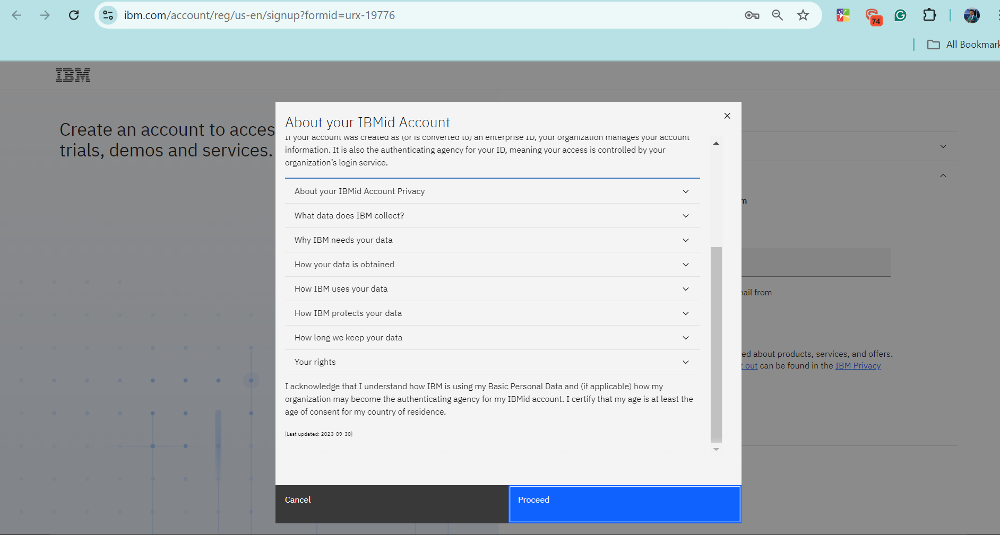 ibm.com/account/reg/us-en/signup?formid=urx-19776
74
All Bookmark
IBM
Create an account to acces
trials, demos and services.
About your IBMid Account
If your account was created as (or is converted to) an enterprise ID, your organization manages your account
information. It is also the authenticating agency for your ID, meaning your access is controlled by your
organization’s login service.
About your IBMid Account Privacy
What data does IBM collect?
Why IBM needs your data
How your data is obtained
How IBM uses your data
How IBM protects your data
How long we keep your data
Your rights
I acknowledge that I understand how IBM is using my Basic Personal Data and (if applicable) how my
organization may become the authenticating agency for my IBMid account. I certify that my age is at least the
age of consent for my country of residence.
[Last updated: 2023-09-30]
Cancel
Proceed
m
ail from
ed about products, services, and offers.
t out can be found in the IBM Privacy